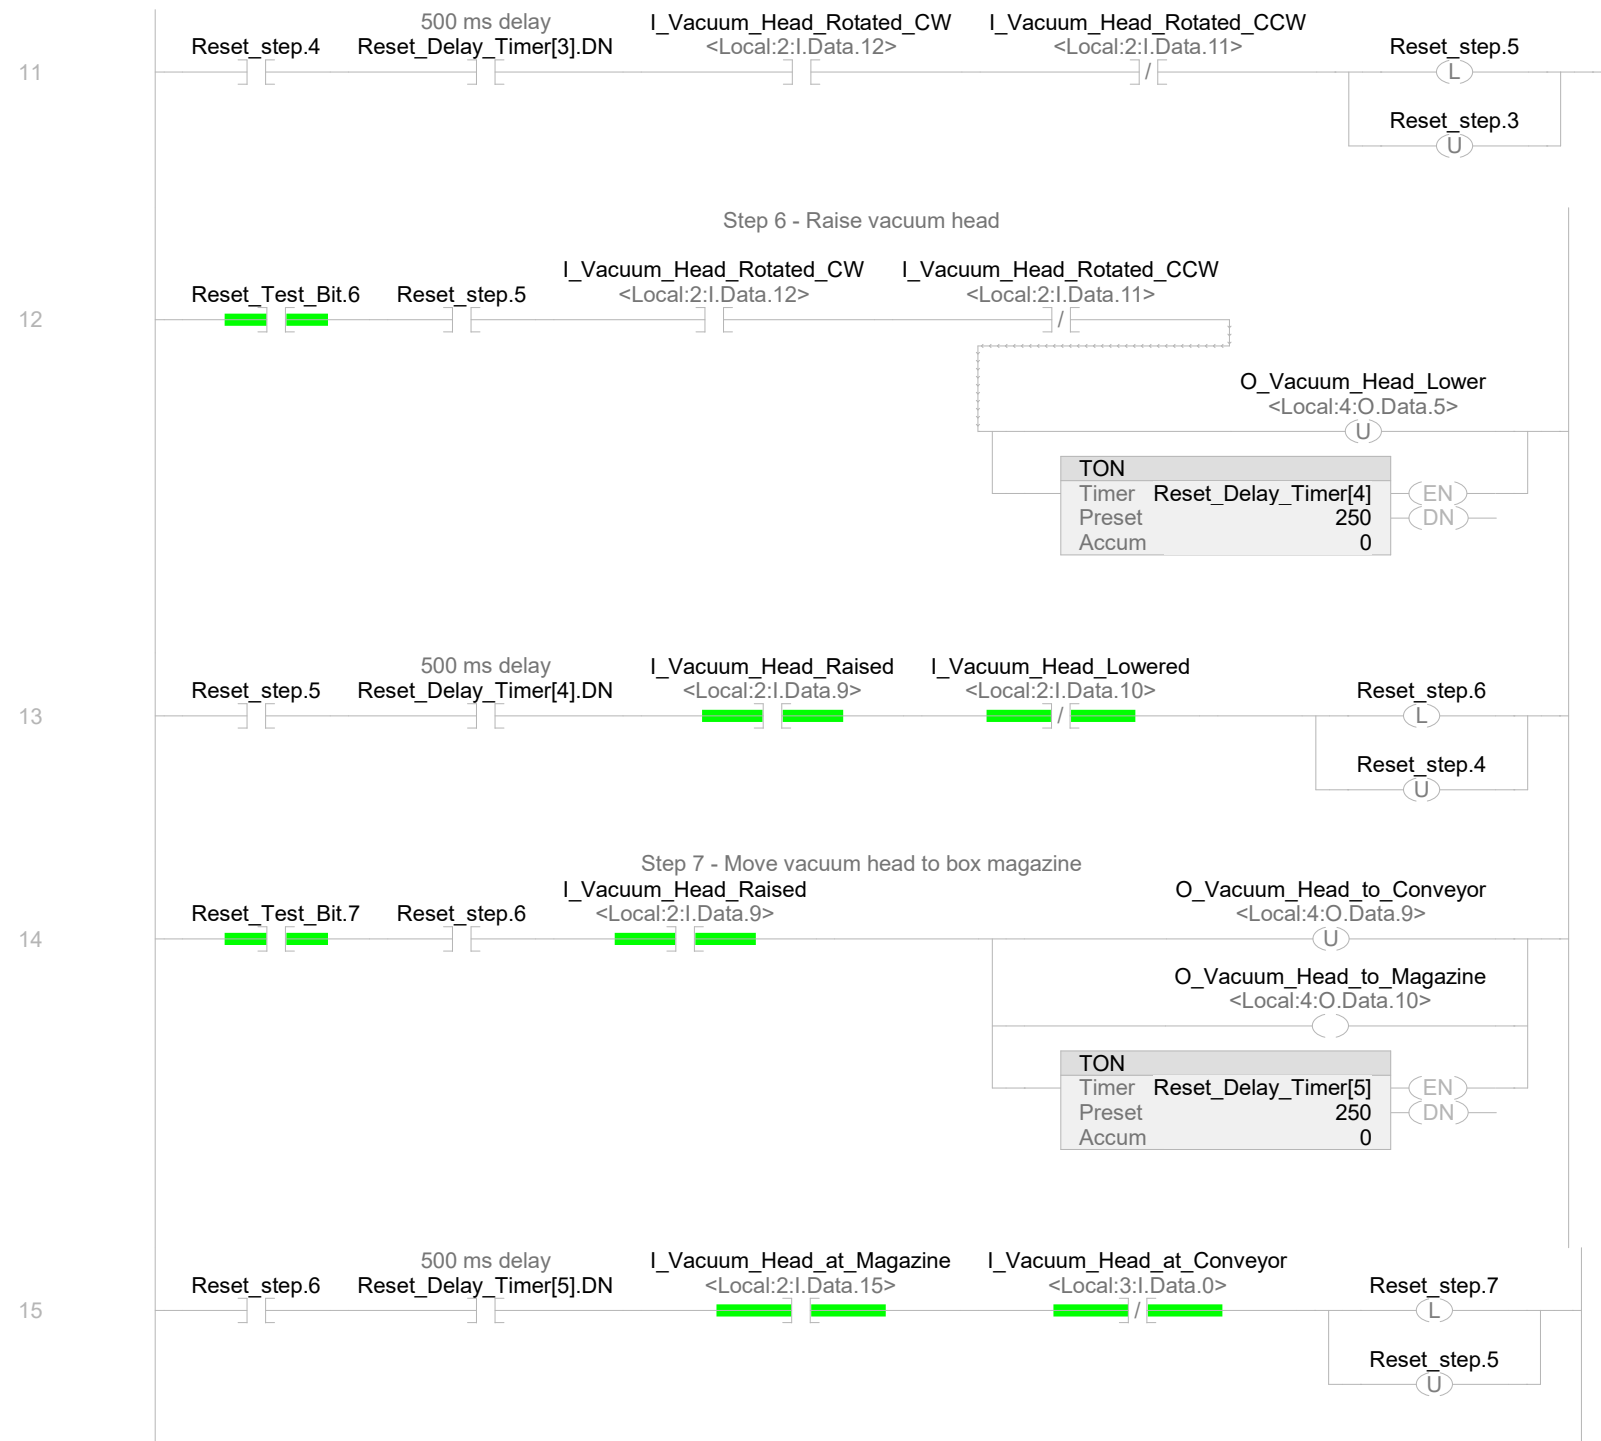 500 ms delay I_Vacuum_Head_Rotated_CW I_Vacuum_Head_Rotated_CCW
Reset_step.4 Reset_Delay_Timer[3].DN <Local:2:I.Data.12> <Local:2:I.Data.11> Reset_step.5
11 / L
Reset_step.3
U
Step 6 - Raise vacuum head
I_Vacuum_Head_Rotated_CW I_Vacuum_Head_Rotated_CCW
Reset_Test_Bit.6 Reset_step.5 <Local:2:I.Data.12> <Local:2:I.Data.11>
12 /
O_Vacuum_Head_Lower
<Local:4:O.Data.5>
U
TON
Timer Reset_Delay_Timer[4] EN
Preset 250 DN
Accum 0
500 ms delay I_Vacuum_Head_Raised I_Vacuum_Head_Lowered
Reset_step.5 Reset_Delay_Timer[4].DN <Local:2:I.Data.9> <Local:2:I.Data.10> Reset_step.6
13 / L
Reset_step.4
U
Step 7 - Move vacuum head to box magazine
I_Vacuum_Head_Raised O_Vacuum_Head_to_Conveyor
Reset_Test_Bit.7 Reset_step.6 <Local:2:I.Data.9> <Local:4:O.Data.9>
14 U
O_Vacuum_Head_to_Magazine
<Local:4:O.Data.10>
TON
Timer Reset_Delay_Timer[5] EN
Preset 250 DN
Accum 0
500 ms delay I_Vacuum_Head_at_Magazine I_Vacuum_Head_at_Conveyor
Reset_step.6 Reset_Delay_Timer[5].DN <Local:2:I.Data.15> <Local:3:I.Data.0> Reset_step.7
15 / L
Reset_step.5
U